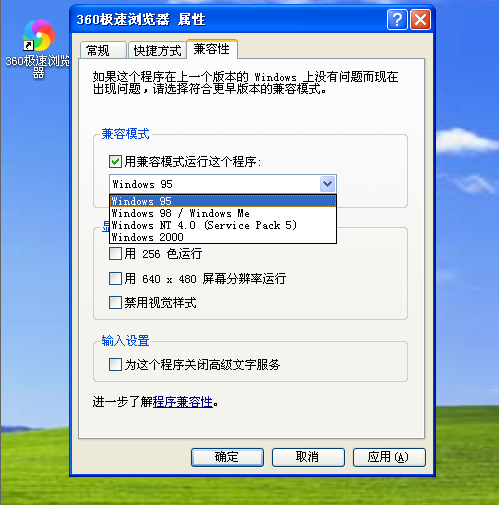 360极速浏览器 属性
360极速浏览
器
常规
快捷方式
兼容性
如果这个程序在上一个版本的 Windows 上没有问题而现在
出现问题，请选择符合更早版本的兼容模式。
兼容模式
用兼容模式运行这个程序:
Windows 95
Windows 95
Windows 98 / Windows Me
Windows NT 4.0 (Service Pack 5)
Windows 2000
用 256 色运行
用 640 x 480 屏幕分辨率运行
禁用视觉样式
输入设置
为这个程序关闭高级文字服务
进一步了解程序兼容性。
确定
取消
应用(A)